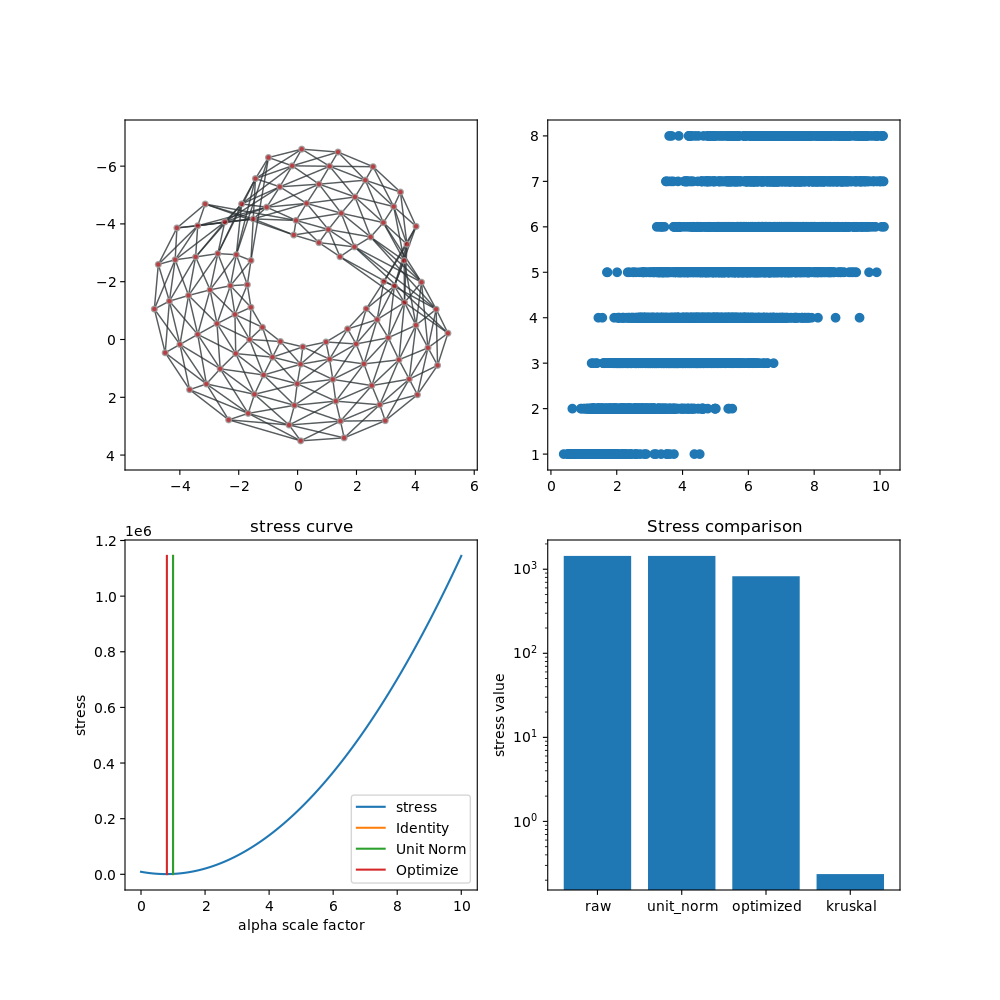 −6
−4
−2
0
2
4
−4 −2 0 2 4 6
8
7
6
5
4
3
2
1
0 2 4 6 8 10
stress curve
1e6
1.2
1.0
0.8
0.6
0.4
0.2
0.0
stress
stress
Identity
Unit Norm
Optimize
0 2 4 6 8 10
alpha scale factor
Stress comparison
10³
10²
10¹
10⁰
stress value
raw unit_norm optimized kruskal